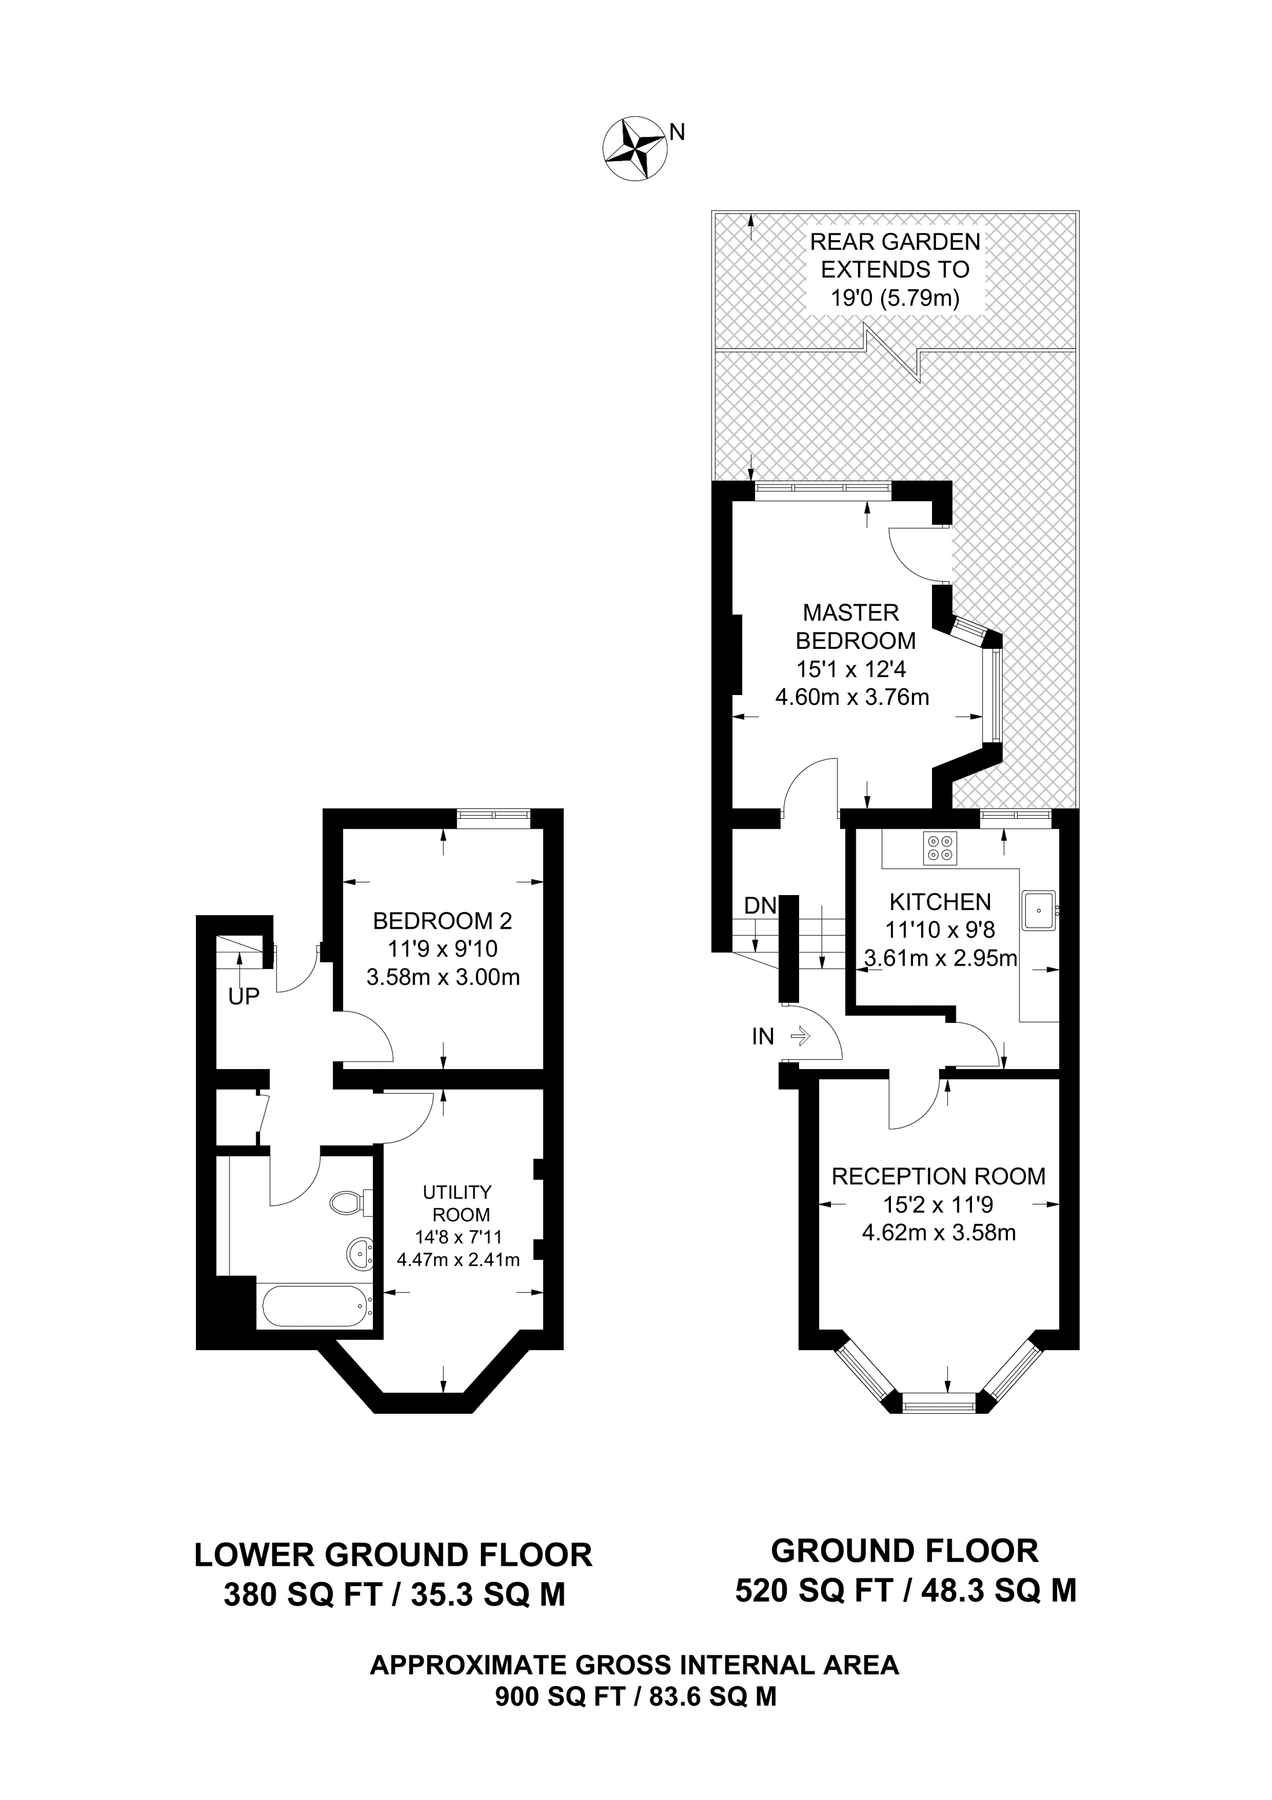 N
REAR GARDEN
EXTENDS TO
19'0 (5.79m)
MASTER
BEDROOM
15'1 x 12'4
4.60m x 3.76m
DN
KITCHEN
11'10 x 9'8
3.61m x 2.95m
IN
RECEPTION ROOM
15'2 x 11'9
4.62m x 3.58m
BEDROOM 2
11'9 x 9'10
3.58m x 3.00m
UP
UTILITY
ROOM
14'8 x 7'11
4.47m x 2.41m
LOWER GROUND FLOOR
380 SQ FT / 35.3 SQ M
GROUND FLOOR
520 SQ FT / 48.3 SQ M
APPROXIMATE GROSS INTERNAL AREA
900 SQ FT / 83.6 SQ M